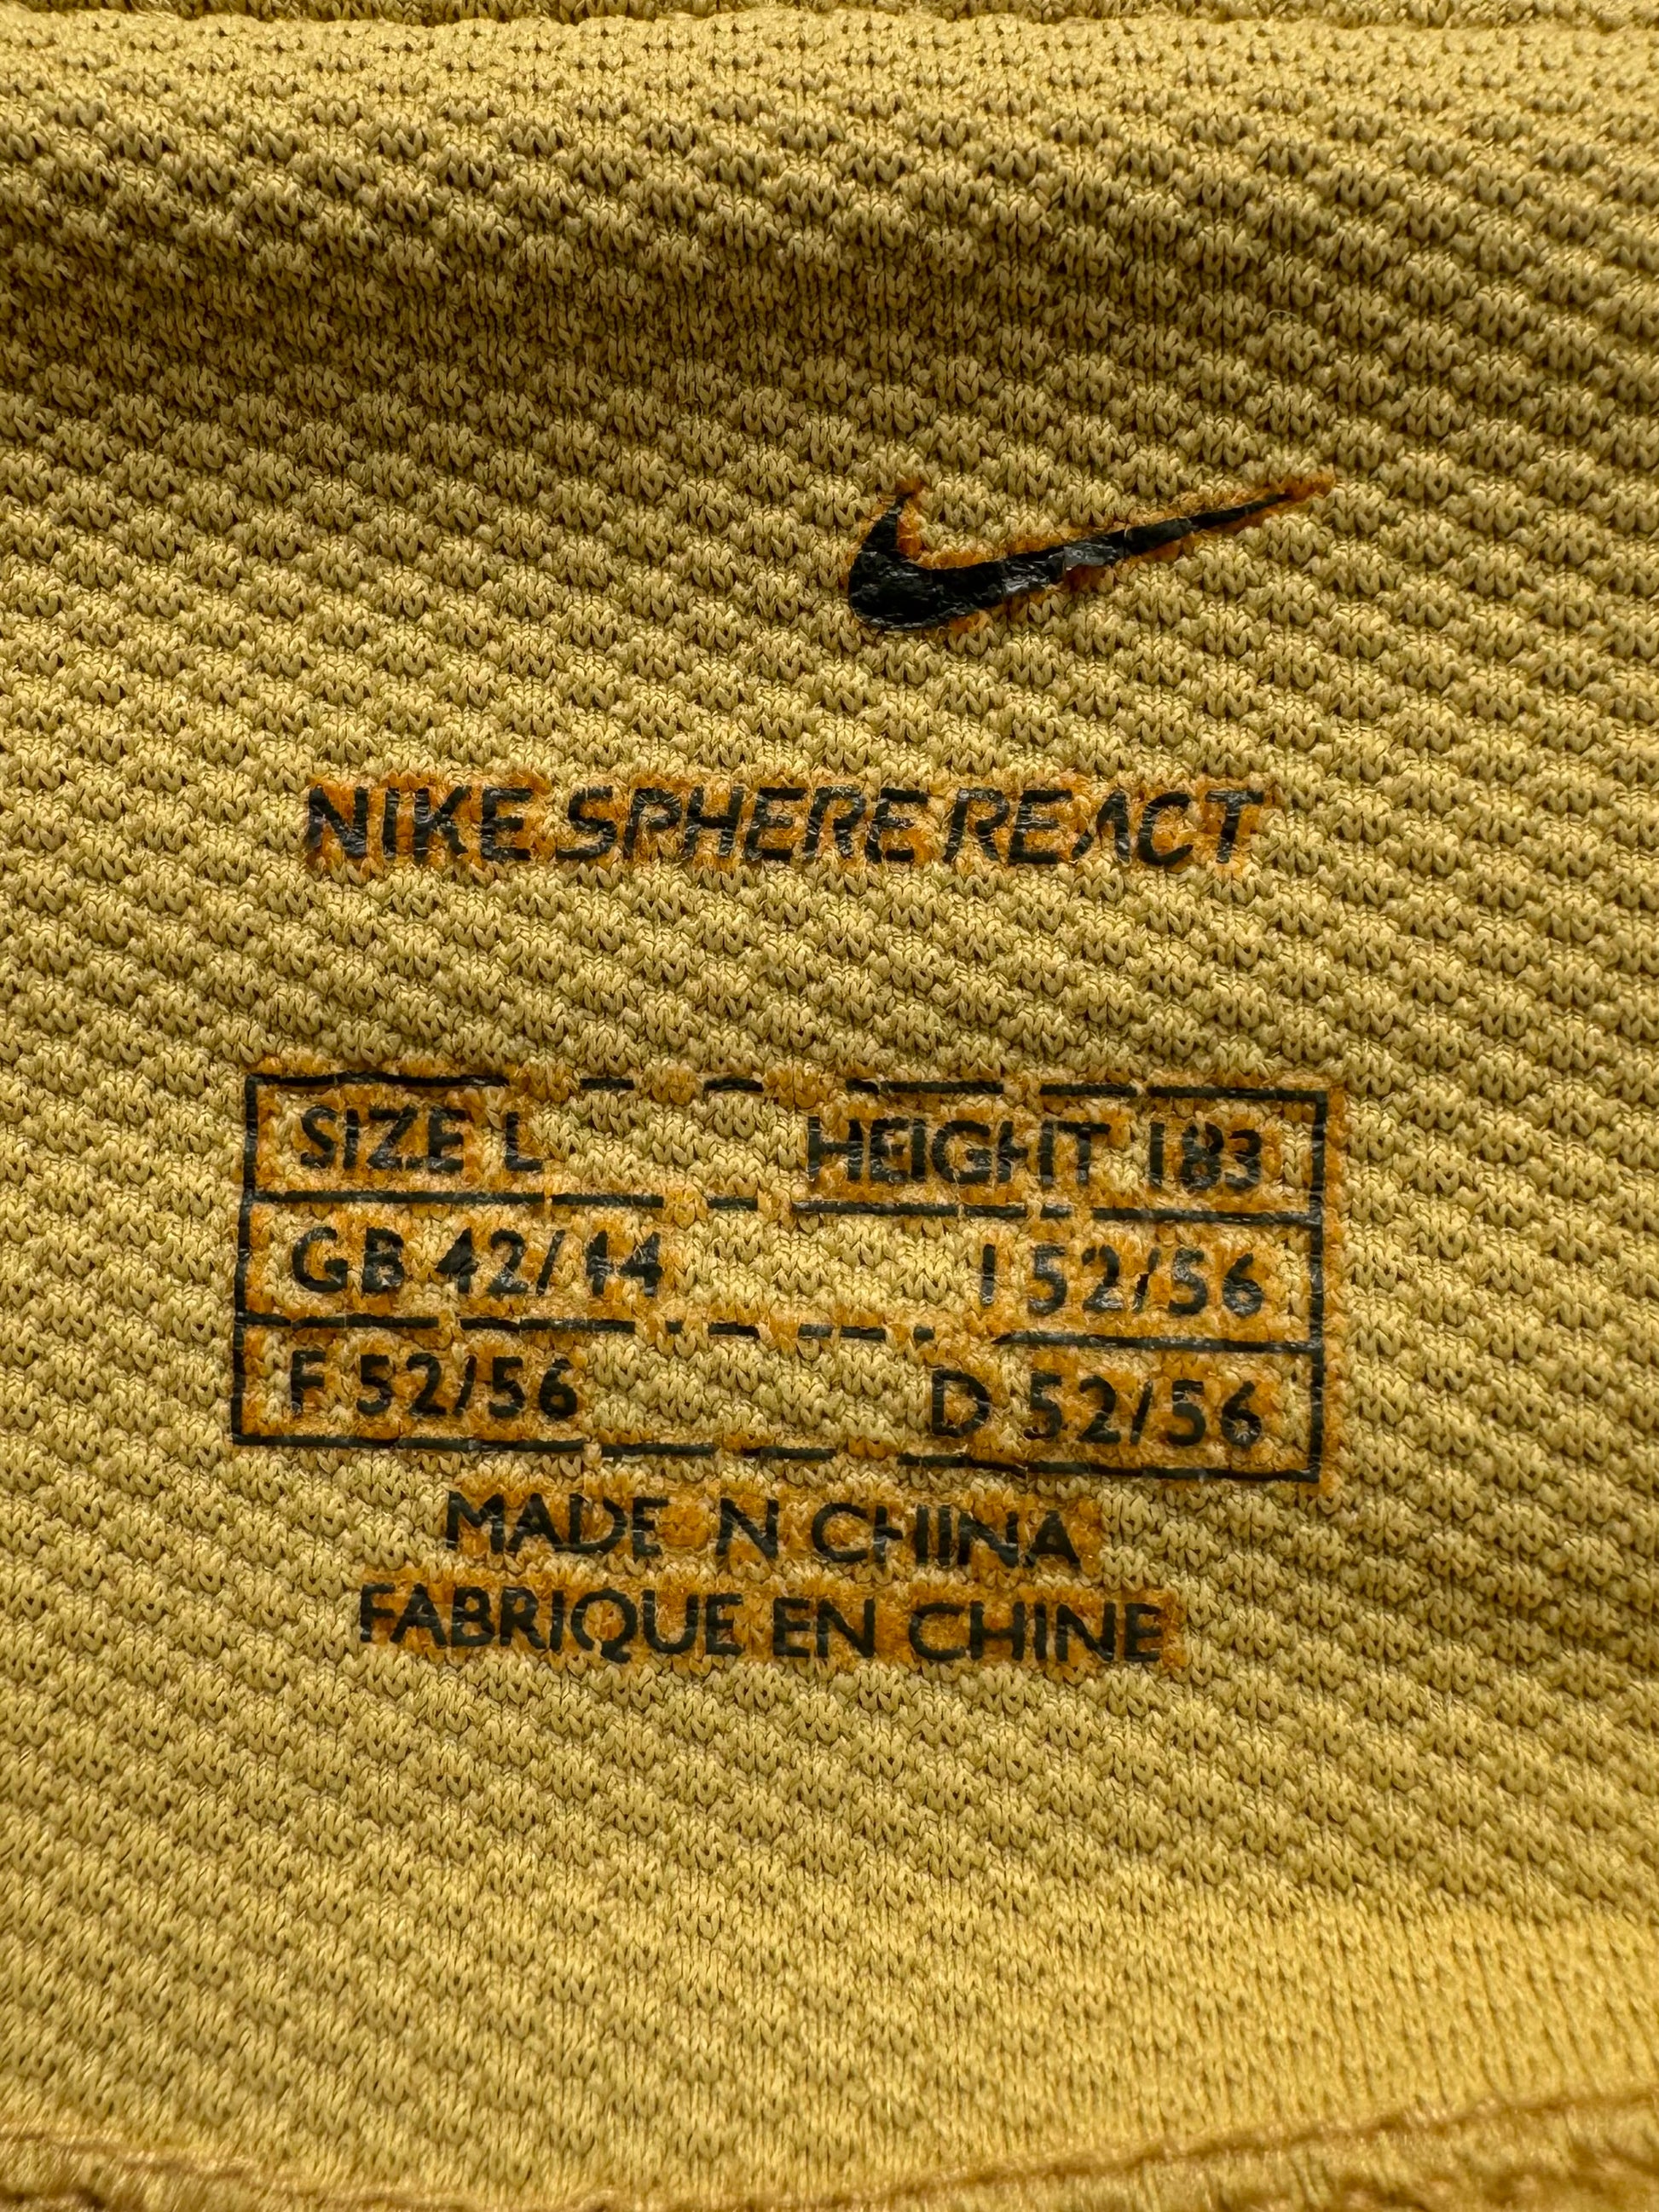 NIKE SPHERE REACT
SIZE L HEIGHT 183
GB 42/44 I 52/56
F 52/56 D 52/56
MADE IN CHINA
FABRIQUE EN CHINE